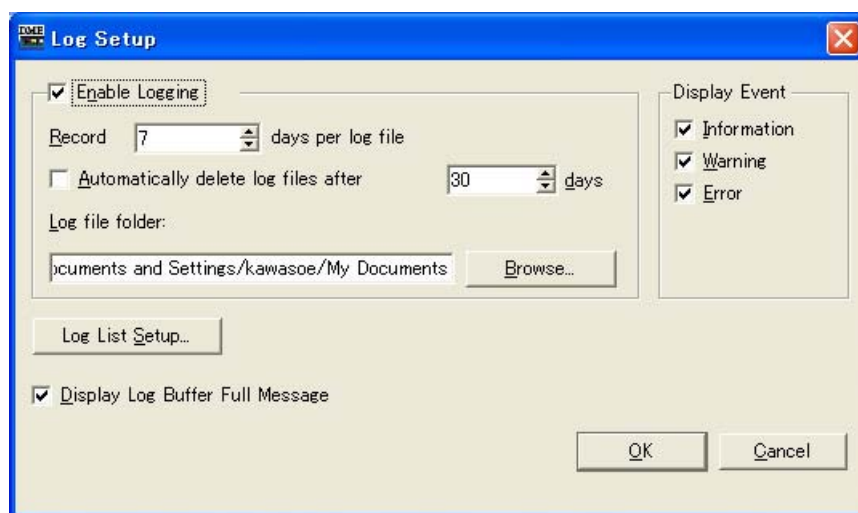 DME
Log Setup
Enable Logging
Record 7 days per log file
Automatically delete log files after 30 days
Log file folder:
ocuments and Settings/kawasoe/My Documents Browse...
Display Event
Information
Warning
Error
Log List Setup...
Display Log Buffer Full Message
OK Cancel